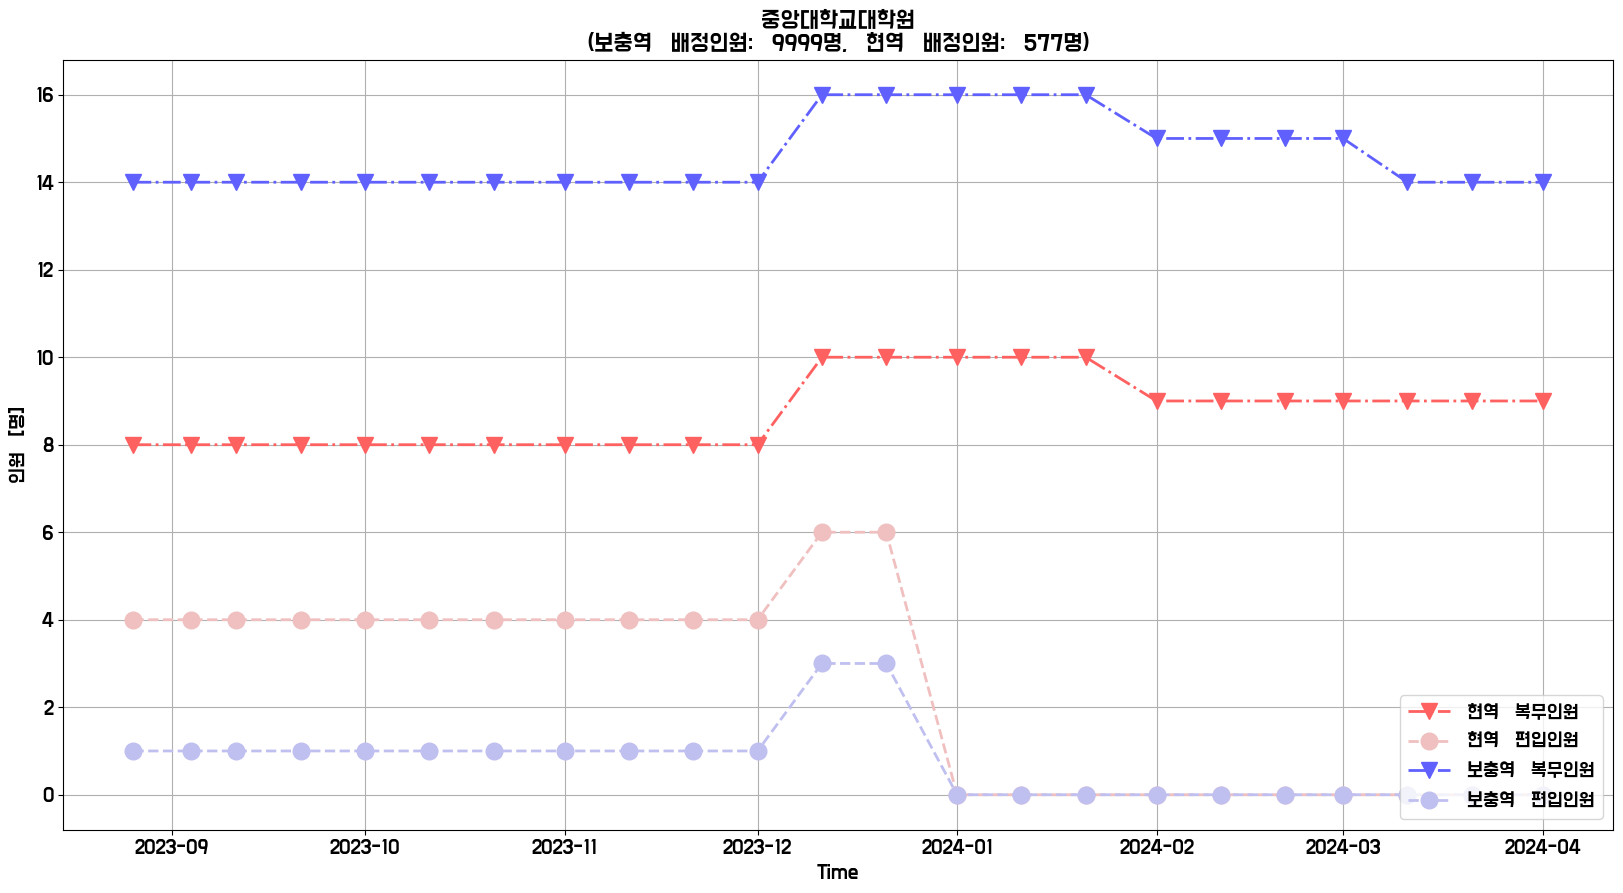 중앙대학교대학원
(보충역 배정인원: 9999명, 현역 배정인원: 577명)
16
14
12
10
8
6
4
2
0
인원 [명]
현역 복무인원
현역 편입인원
보충역 복무인원
보충역 편입인원
2023-09 2023-10 2023-11 2023-12 2024-01 2024-02 2024-03 2024-04
Time